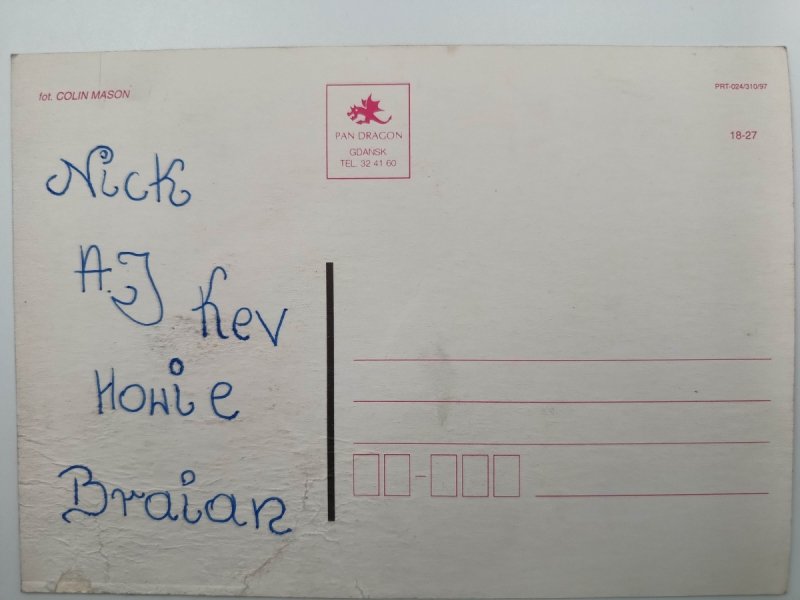 fot. COLIN MASON
PAN DRAGON
GDANSK
TEL. 32 41 60
PRT-024/310/97
18-27
Nick
A.J
Kev
Howie
Braian